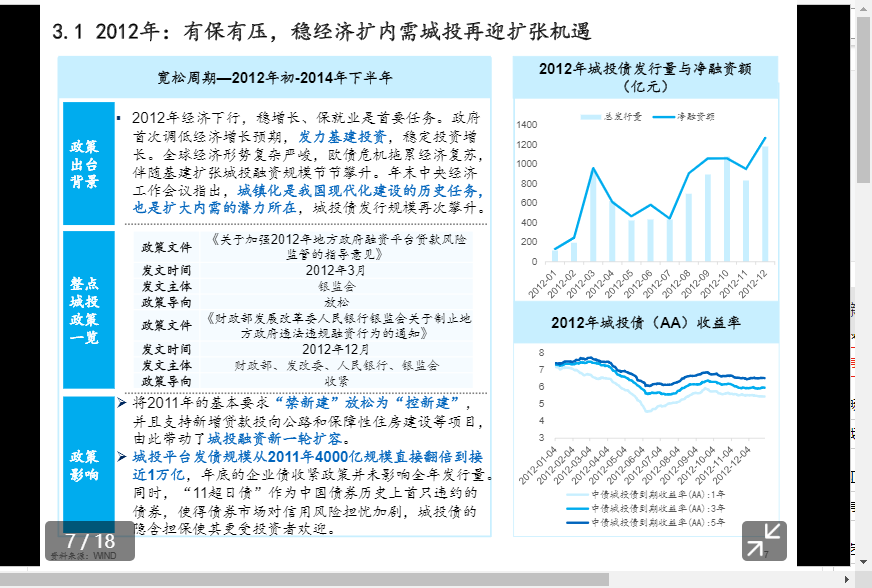 3.1 2012年：有保有压，稳经济扩内需城投再迎扩张机遇
宽松周期—2012年初-2014年下半年
政策
出台
背景
2012年经济下行，稳增长、保就业是首要任务。政府
首次调低经济增长预期，发力基建投资，稳定投资增
长。全球经济形势复杂严峻，欧债危机拖累经济复苏，
伴随基建扩张城投融资规模节节攀升。年末中央经济
工作会议指出，城镇化是我国现代化建设的历史任务，
也是扩大内需的潜力所在，城投债发行规模再次攀升。
整点
城投
政策
一览
政策文件
《关于加强2012年地方政府融资平台贷款风险
监管的指导意见》
发文时间 2012年3月
发文主体 银监会
政策导向 放松
政策文件
《财政部发展改革委人民银行银监会关于制止地
方政府违法违规融资行为的通知》
发文时间 2012年12月
发文主体 财政部、发改委、人民银行、银监会
政策导向 收紧
政策
影响
➢ 将2011年的基本要求“禁新建”放松为“控新建”，
并且支持新增贷款投向公路和保障性住房建设等项目，
由此带动了城投融资新一轮扩容。
➢ 城投平台发债规模从2011年4000亿规模直接翻倍到接
近1万亿，年底的企业债收紧政策并未影响全年发行量。
同时，“11超日债”作为中国债券历史上首只违约的
债券，使得债券市场对信用风险担忧加剧，城投债的
隐含担保使其更受投资者欢迎。
7 / 18
资料来源：WIND
2012年城投债发行量与净融资额
（亿元）
总发行量 净融资额
1400
1200
1000
800
600
400
200
0
2012-01 2012-02 2012-03 2012-04 2012-05 2012-06 2012-07 2012-08 2012-09 2012-10 2012-11 2012-12
2012年城投债（AA）收益率
8
7
6
5
4
3
2012-01-04 2012-02-04 2012-03-04 2012-04-04 2012-05-04 2012-06-04 2012-07-04 2012-08-04 2012-09-04 2012-10-04 2012-11-04 2012-12-04
中债城投债到期收益率(AA):1年
中债城投债到期收益率(AA):3年
中债城投债到期收益率(AA):5年
7